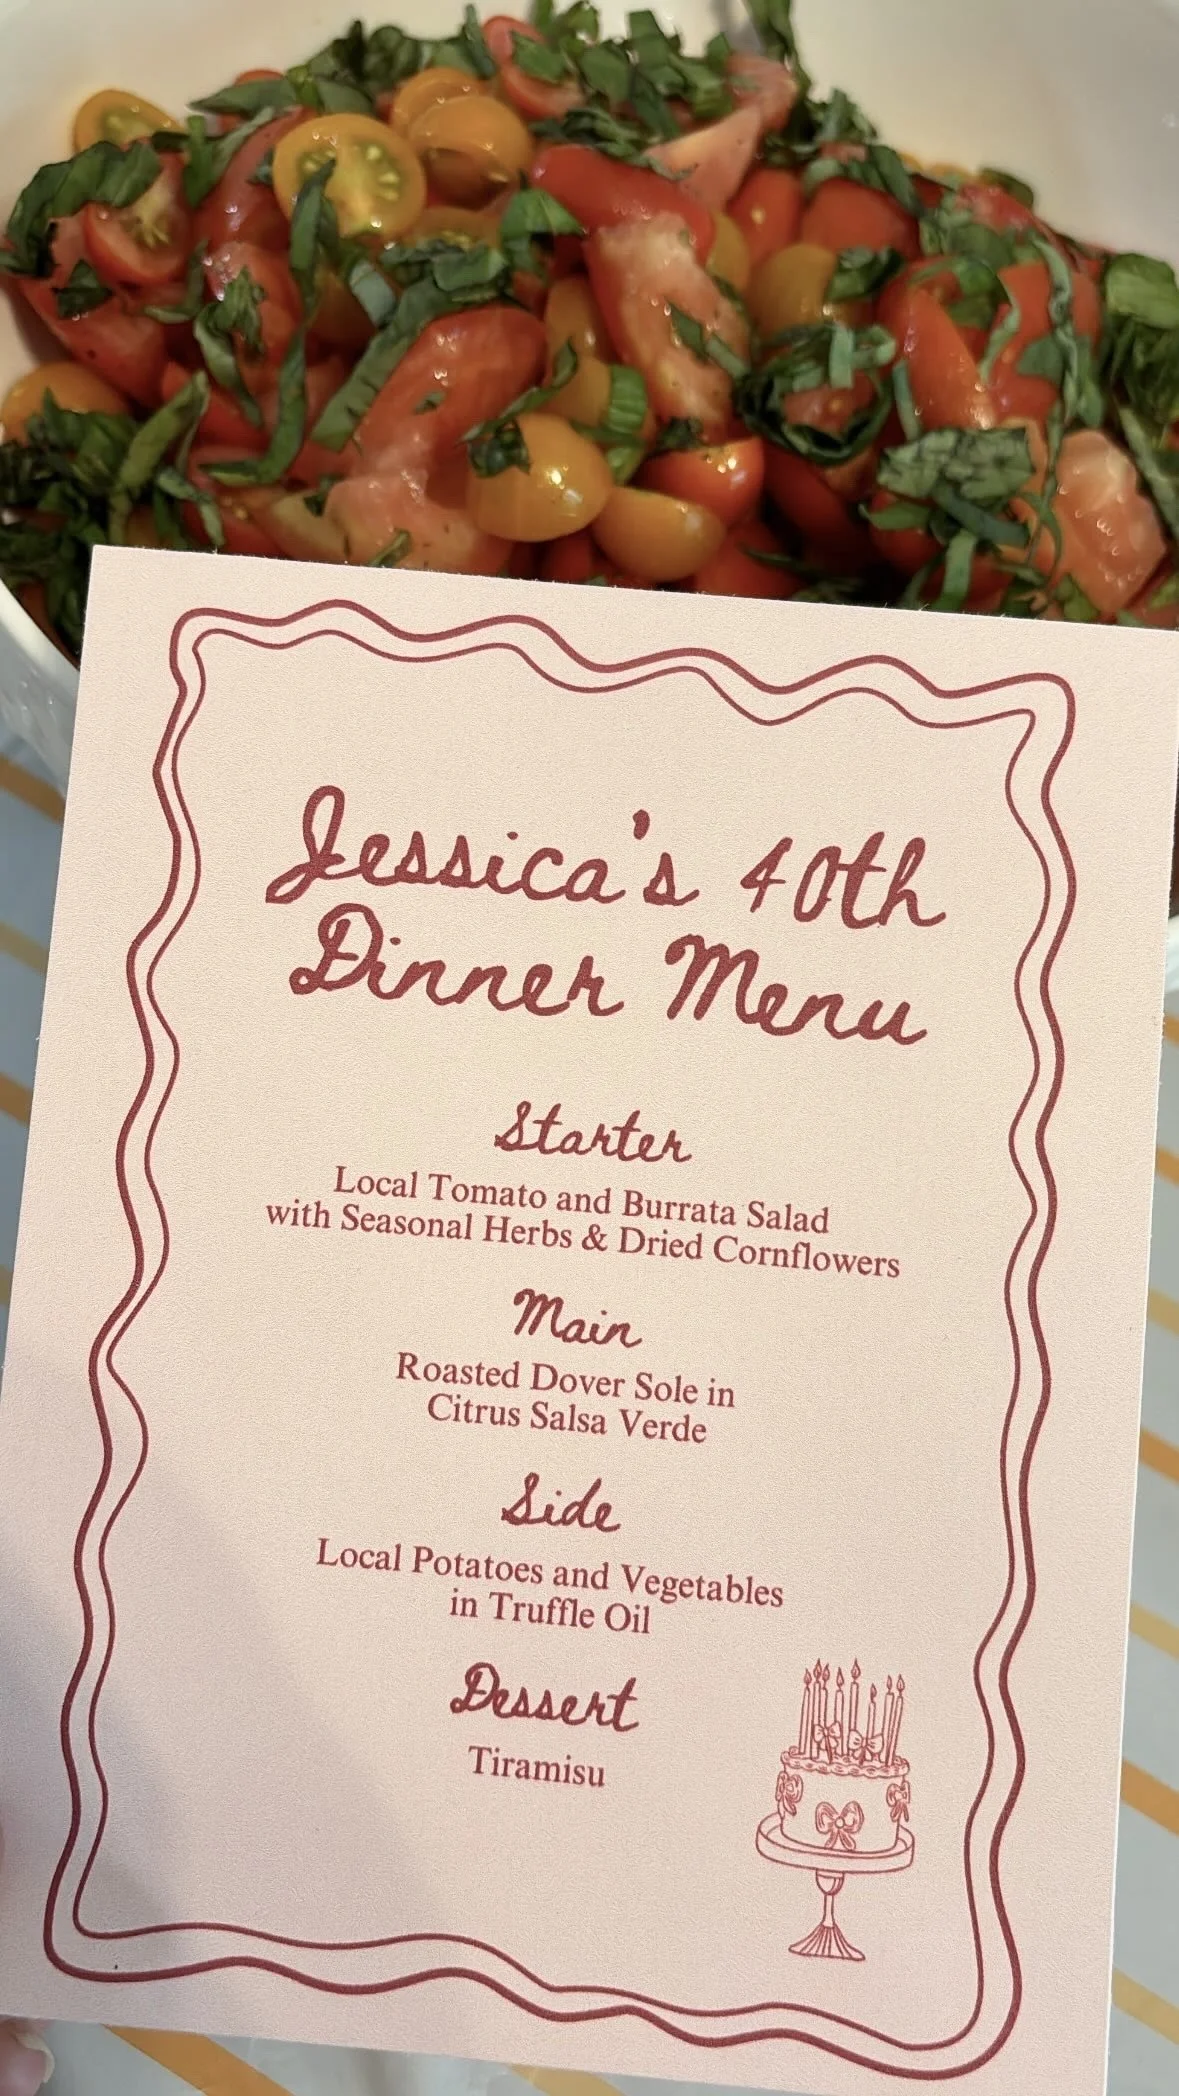 Jessica's 40th
Dinner Menu
Starter
Local Tomato and Burrata Salad
with Seasonal Herbs & Dried Cornflowers
Main
Roasted Dover Sole in
Citrus Salsa Verde
Side
Local Potatoes and Vegetables
in Truffle Oil
Dessert
Tiramisu